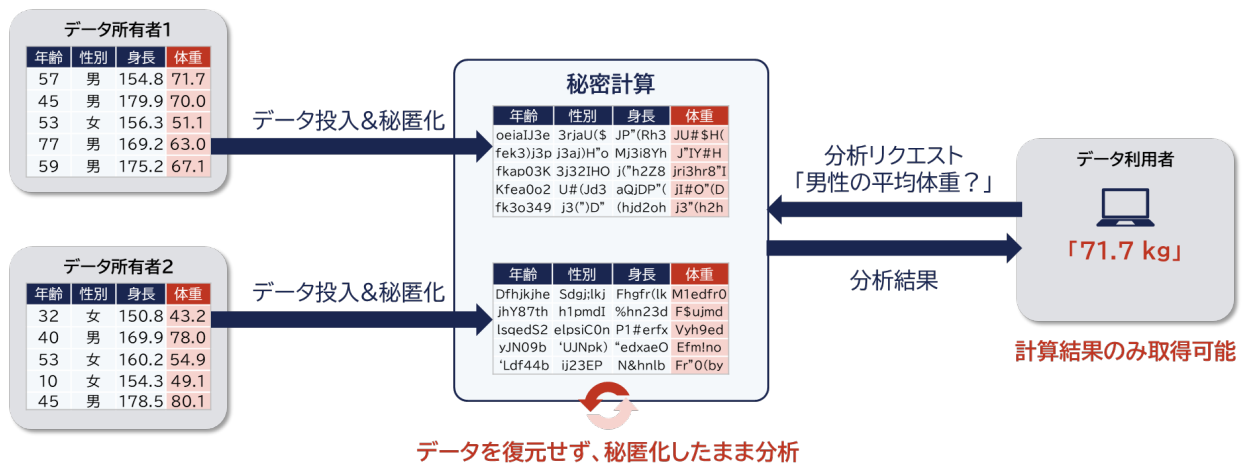 データ所有者1
年齢 性別 身長 体重
57 男 154.8 71.7
45 男 179.9 70.0
53 女 156.3 51.1
77 男 169.2 63.0
59 男 175.2 67.1
データ投入&秘匿化
データ所有者2
年齢 性別 身長 体重
32 女 150.8 43.2
40 男 169.9 78.0
53 女 160.2 54.9
10 女 154.3 49.1
45 男 178.5 80.1
データ投入&秘匿化
秘密計算
年齢 性別 身長 体重
oeiaIJ3e 3rjaU($ JP”(Rh3 JU#$H(
fek3)j3p j3aj)H”o Mj3i8Yh J”IY#H
fkap03K 3j32IHO j(”h2Z8 jri3hr8”I
Kfea0o2 U#(Jd3 aQjDP”( jI#O”(D
fk3o349 j3(”)D” (hjd2oh j3”(h2h
年齢 性別 身長 体重
Dfhjkjhe Sdgj;lkj Fhgfr(lk M1edfr0
jhY87th h1pmdI %hn23d F$ujmd
lsqedS2 elpsiC0n P1#erfx Vyh9ed
yJN09b ‘UJNpk) “edxaeO Efm!no
‘Ldf44b ij23EP N&hnlb Fr”0(by
データを復元せず、秘匿化したまま分析
分析リクエスト
「男性の平均体重？」
分析結果
データ利用者
「71.7 kg」
計算結果のみ取得可能